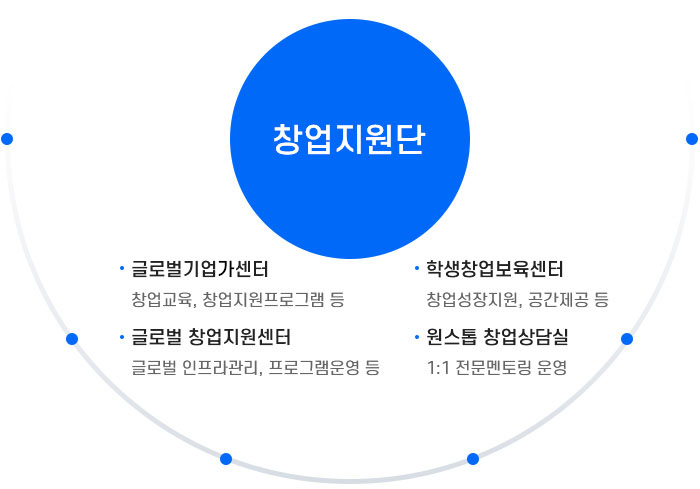 창업지원단
글로벌기업가센터
창업교육, 창업지원프로그램 등
글로벌 창업지원센터
글로벌 인프라관리, 프로그램운영 등
학생창업보육센터
창업성장지원, 공간제공 등
원스톱 창업상담실
1:1 전문멘토링 운영